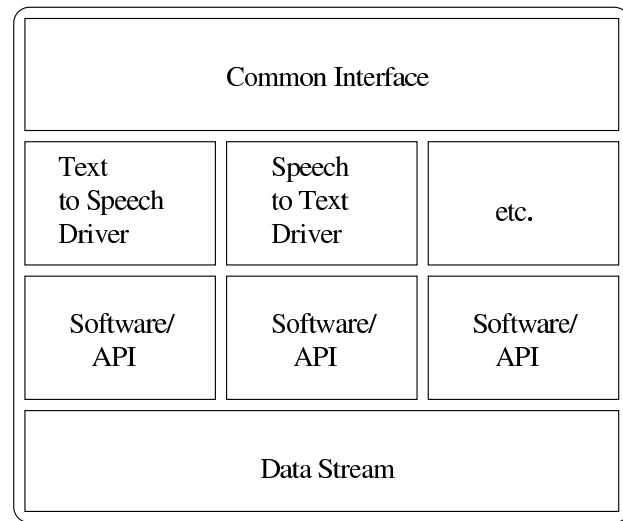 Common Interface
Text
to Speech
Driver
Speech
to Text
Driver
etc.
Software/
API
Software/
API
Software/
API
Data Stream